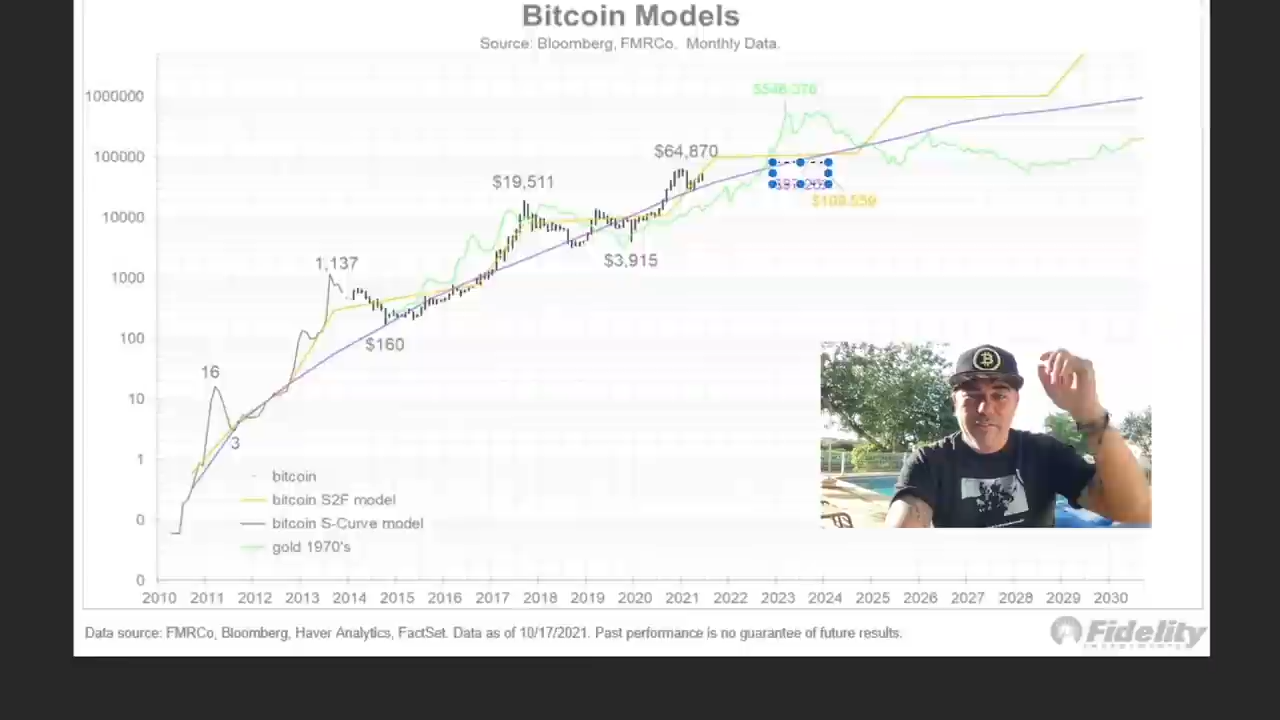 Bitcoin Models
Source: Bloomberg, FMRCo. Monthly Data.
1000000
100000
10000
1000
100
10
1
0
0
16
3
1,137
$160
$19,511
$3,915
$64,870
bitcoin
bitcoin S2F model
bitcoin S-Curve model
gold 1970's
2010 2011 2012 2013 2014 2015 2016 2017 2018 2019 2020 2021 2022 2023 2024 2025 2026 2027 2028 2029 2030
Data source: FMRCo, Bloomberg, Haver Analytics, FactSet. Data as of 10/17/2021. Past performance is no guarantee of future results.
Fidelity
INVESTMENTS